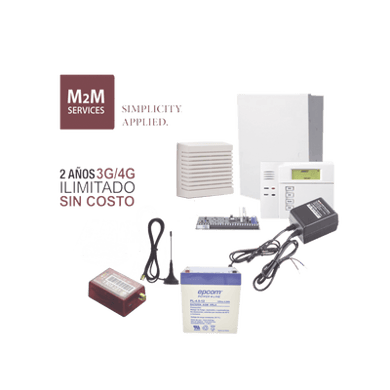 M2M
SERVICES
SIMPLICITY
APPLIED.
2 AÑOS 3G/4G
ILIMITADO
SIN COSTO
epcom